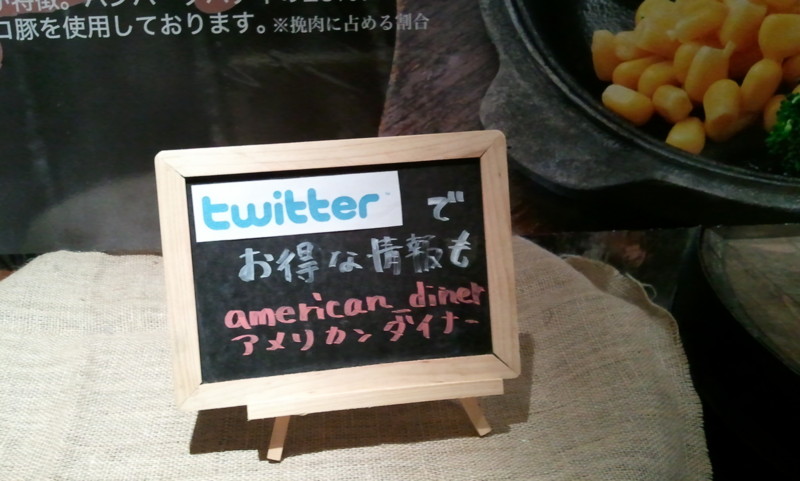 ロ豚を使用しております。※挽肉に占める割合
twitter で
お得な情報も
american_diner
アメリカンダイナー